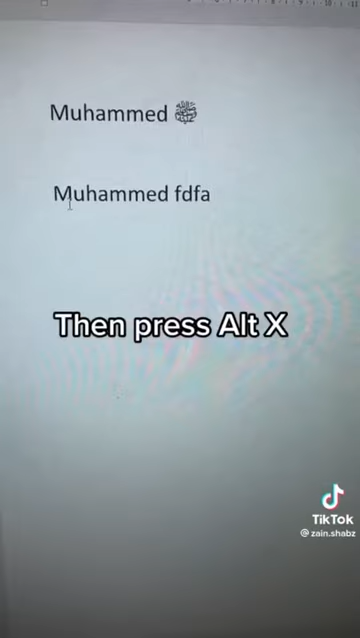 Muhammed ﷺ
Muhammed fdfa
Then press Alt X
TikTok
@zain.shabz